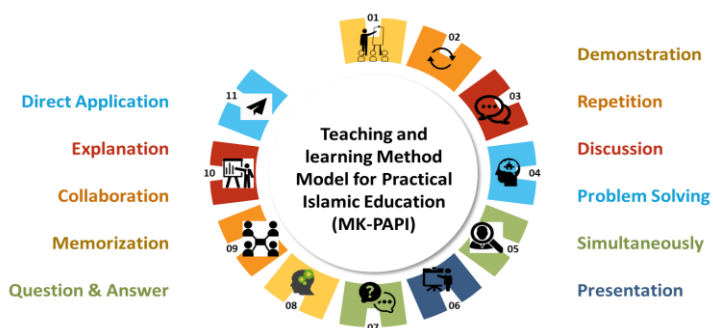 01
02
03
04
05
06
07
08
09
10
11
Teaching and
learning Method
Model for Practical
Islamic Education
(MK-PAPI)
Demonstration
Repetition
Discussion
Problem Solving
Simultaneously
Presentation
Direct Application
Explanation
Collaboration
Memorization
Question & Answer